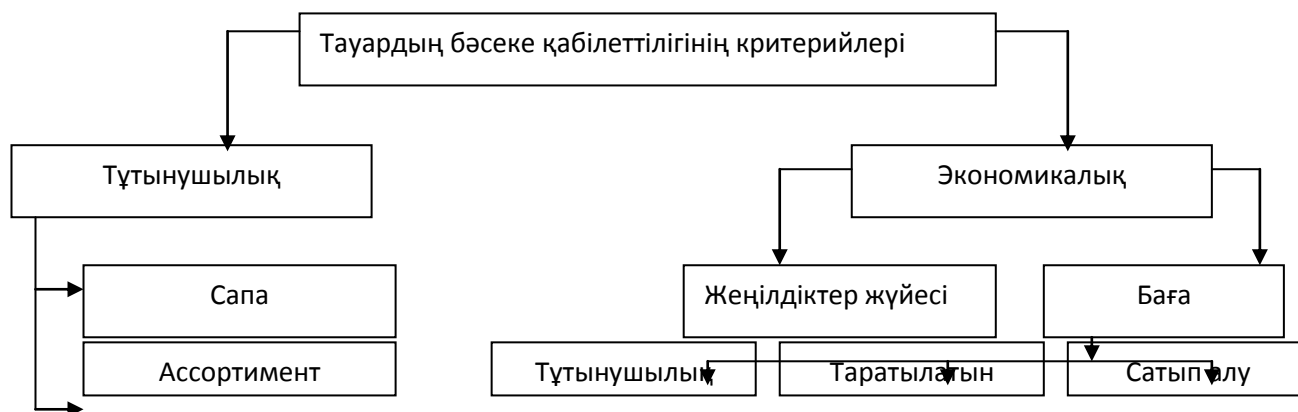 Тауардың бәсеке қабілеттілігінің критерийлері
Тұтынушылық
Экономикалық
Сапа
Жеңілдіктер жүйесі
Баға
Ассортимент
Тұтынушылық
Таратылатын
Сатып алу